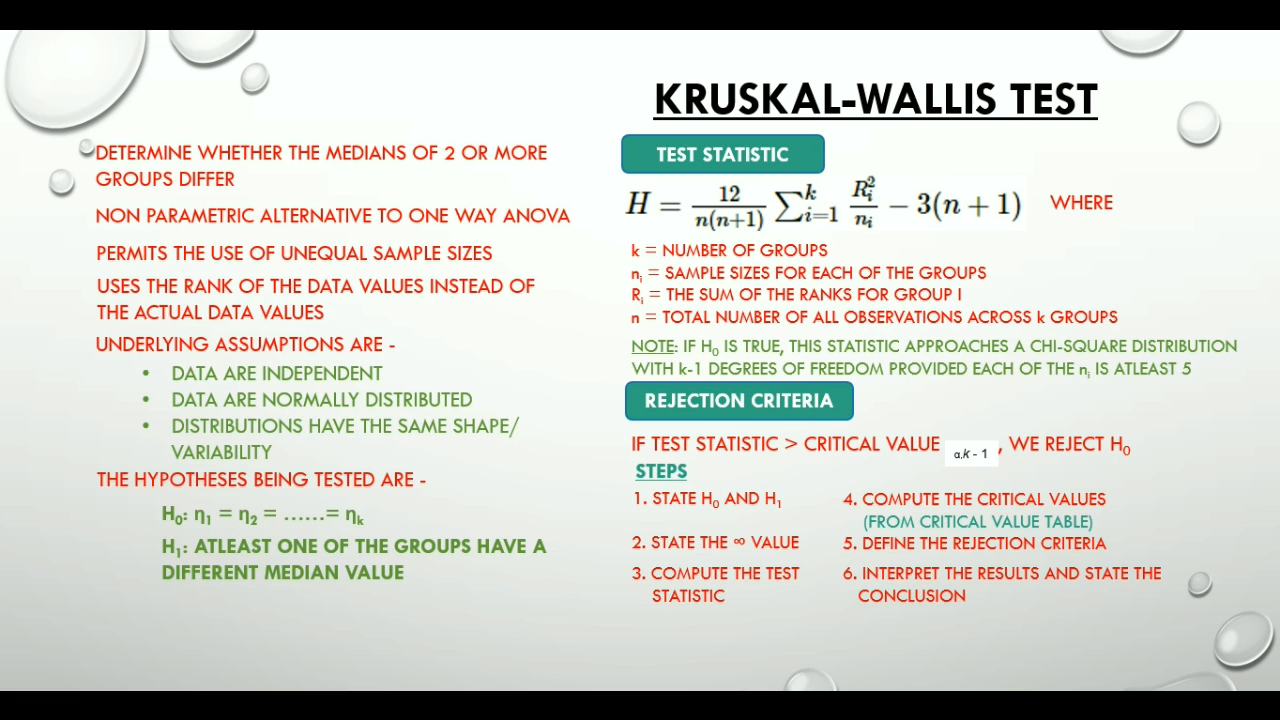 KRUSKAL-WALLIS TEST
DETERMINE WHETHER THE MEDIANS OF 2 OR MORE
GROUPS DIFFER
NON PARAMETRIC ALTERNATIVE TO ONE WAY ANOVA
PERMITS THE USE OF UNEQUAL SAMPLE SIZES
USES THE RANK OF THE DATA VALUES INSTEAD OF
THE ACTUAL DATA VALUES
UNDERLYING ASSUMPTIONS ARE -
• DATA ARE INDEPENDENT
• DATA ARE NORMALLY DISTRIBUTED
• DISTRIBUTIONS HAVE THE SAME SHAPE/
VARIABILITY
THE HYPOTHESES BEING TESTED ARE -
H₀: η₁ = η₂ = ......= ηₖ
H₁: ATLEAST ONE OF THE GROUPS HAVE A
DIFFERENT MEDIAN VALUE
TEST STATISTIC
H = 12/n(n+1) ∑ᵏᵢ₌₁ Rᵢ²/nᵢ − 3(n + 1) WHERE
k = NUMBER OF GROUPS
nᵢ = SAMPLE SIZES FOR EACH OF THE GROUPS
Rᵢ = THE SUM OF THE RANKS FOR GROUP I
n = TOTAL NUMBER OF ALL OBSERVATIONS ACROSS k GROUPS
NOTE: IF H₀ IS TRUE, THIS STATISTIC APPROACHES A CHI-SQUARE DISTRIBUTION
WITH k-1 DEGREES OF FREEDOM PROVIDED EACH OF THE nᵢ IS ATLEAST 5
REJECTION CRITERIA
IF TEST STATISTIC > CRITICAL VALUE α,k - 1 , WE REJECT H₀
STEPS
1. STATE H₀ AND H₁
2. STATE THE ∞ VALUE
3. COMPUTE THE TEST
STATISTIC
4. COMPUTE THE CRITICAL VALUES
(FROM CRITICAL VALUE TABLE)
5. DEFINE THE REJECTION CRITERIA
6. INTERPRET THE RESULTS AND STATE THE
CONCLUSION